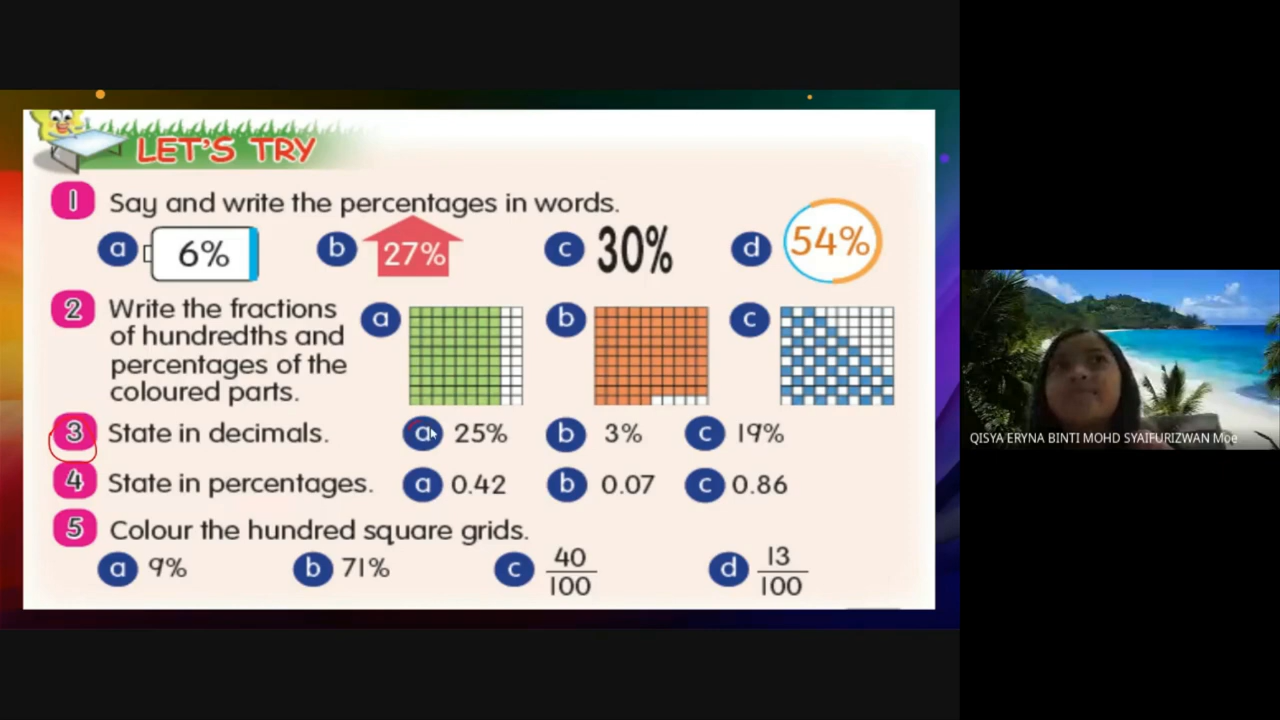 LET'S TRY
1 Say and write the percentages in words.
a 6% b 27% c 30% d 54%
2 Write the fractions of hundredths and percentages of the coloured parts.
a b c
3 State in decimals. a 25% b 3% c 19%
4 State in percentages. a 0.42 b 0.07 c 0.86
5 Colour the hundred square grids.
a 9% b 71% c 40/100 d 13/100
QISYA ERYNA BINTI MOHD SYAIFURIZWAN Moe